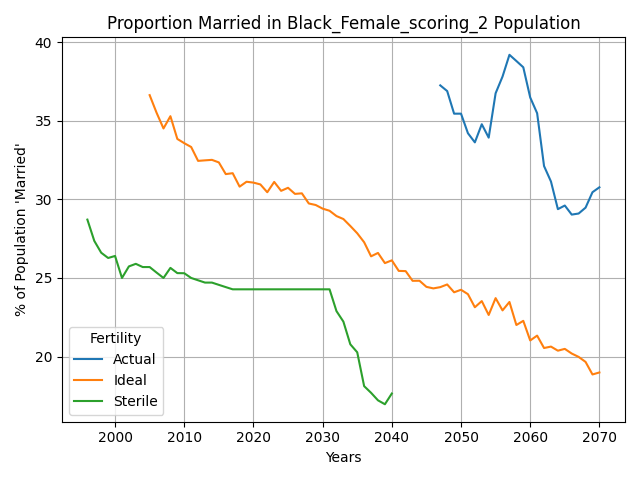 Proportion Married in Black_Female_scoring_2 Population
% of Population 'Married'
40
35
30
25
20
Fertility
Actual
Ideal
Sterile
2000 2010 2020 2030 2040 2050 2060 2070
Years